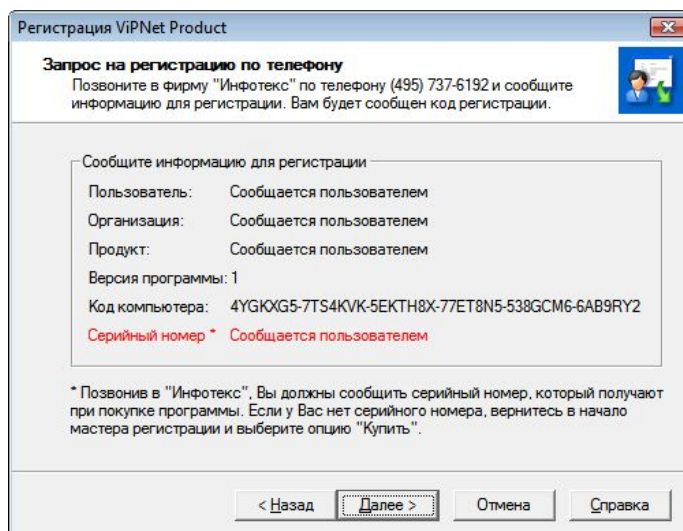 Регистрация ViPNet Product
Запрос на регистрацию по телефону
Позвоните в фирму "Инфотекс" по телефону (495) 737-6192 и сообщите
информацию для регистрации. Вам будет сообщен код регистрации.
Сообщите информацию для регистрации
Пользователь: Сообщается пользователем
Организация: Сообщается пользователем
Продукт: Сообщается пользователем
Версия программы: 1
Код компьютера: 4YGKXG5-7TS4KVK-5EKTH8X-77ET8N5-538GCM6-6AB9RY2
Серийный номер * Сообщается пользователем
* Позвонив в "Инфотекс", Вы должны сообщить серийный номер, который получают
при покупке программы. Если у Вас нет серийного номера, вернитесь в начало
мастера регистрации и выберите опцию "Купить".
< Назад Далее > Отмена Справка